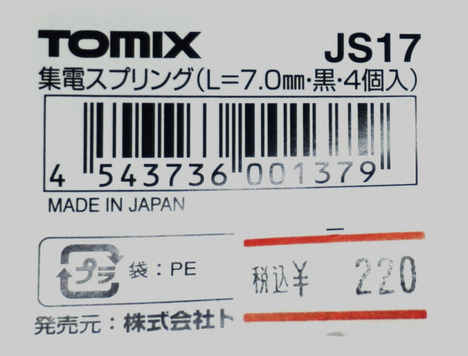 TOMIX JS17
集電スプリング(L=7.0mm・黒・4個入)
4 543736 001379
MADE IN JAPAN
プラ 袋:PE
税込¥ 220
発売元:株式会社ト